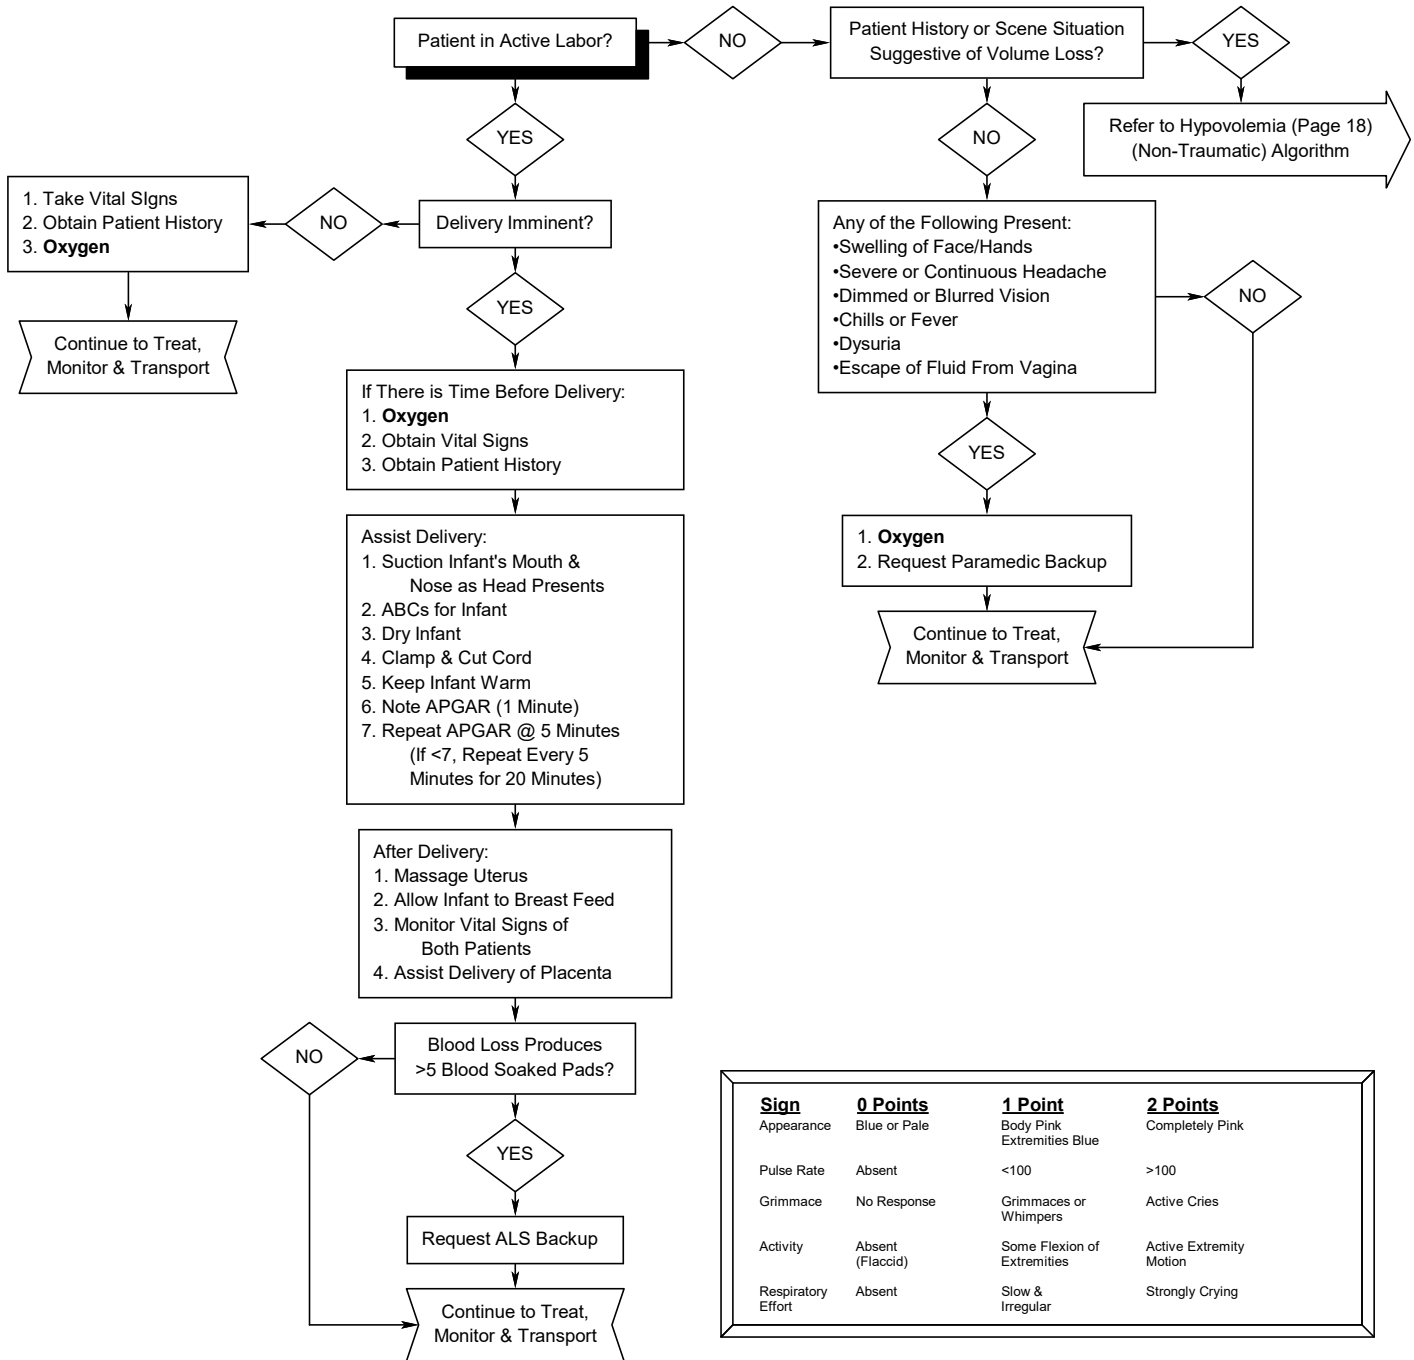 Patient in Active Labor?
NO
Patient History or Scene Situation
Suggestive of Volume Loss?
YES
Refer to Hypovolemia (Page 18)
(Non-Traumatic) Algorithm
YES
NO
Delivery Imminent?
NO
1. Take Vital SIgns
2. Obtain Patient History
3. Oxygen
Continue to Treat,
Monitor & Transport
YES
If There is Time Before Delivery:
1. Oxygen
2. Obtain Vital Signs
3. Obtain Patient History
Assist Delivery:
1. Suction Infant's Mouth &
Nose as Head Presents
2. ABCs for Infant
3. Dry Infant
4. Clamp & Cut Cord
5. Keep Infant Warm
6. Note APGAR (1 Minute)
7. Repeat APGAR @ 5 Minutes
(If <7, Repeat Every 5
Minutes for 20 Minutes)
After Delivery:
1. Massage Uterus
2. Allow Infant to Breast Feed
3. Monitor Vital Signs of
Both Patients
4. Assist Delivery of Placenta
Blood Loss Produces
>5 Blood Soaked Pads?
NO
YES
Request ALS Backup
Continue to Treat,
Monitor & Transport
Any of the Following Present:
•Swelling of Face/Hands
•Severe or Continuous Headache
•Dimmed or Blurred Vision
•Chills or Fever
•Dysuria
•Escape of Fluid From Vagina
NO
YES
1. Oxygen
2. Request Paramedic Backup
Continue to Treat,
Monitor & Transport
Sign 0 Points 1 Point 2 Points
Appearance Blue or Pale Body Pink Completely Pink
Extremities Blue
Pulse Rate Absent <100 >100
Grimmace No Response Grimmaces or Active Cries
Whimpers
Activity Absent Some Flexion of Active Extremity
(Flaccid) Extremities Motion
Respiratory Absent Slow & Strongly Crying
Effort Irregular